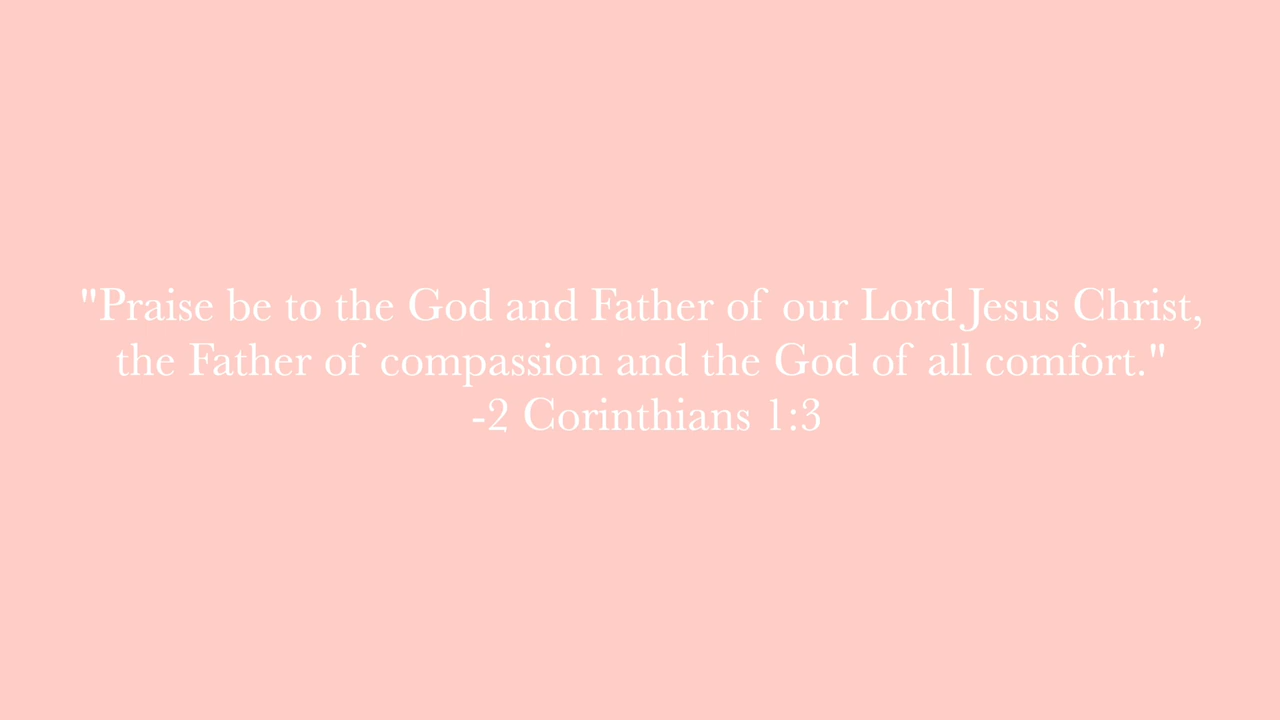 "Praise be to the God and Father of our Lord Jesus Christ,
the Father of compassion and the God of all comfort."
-2 Corinthians 1:3